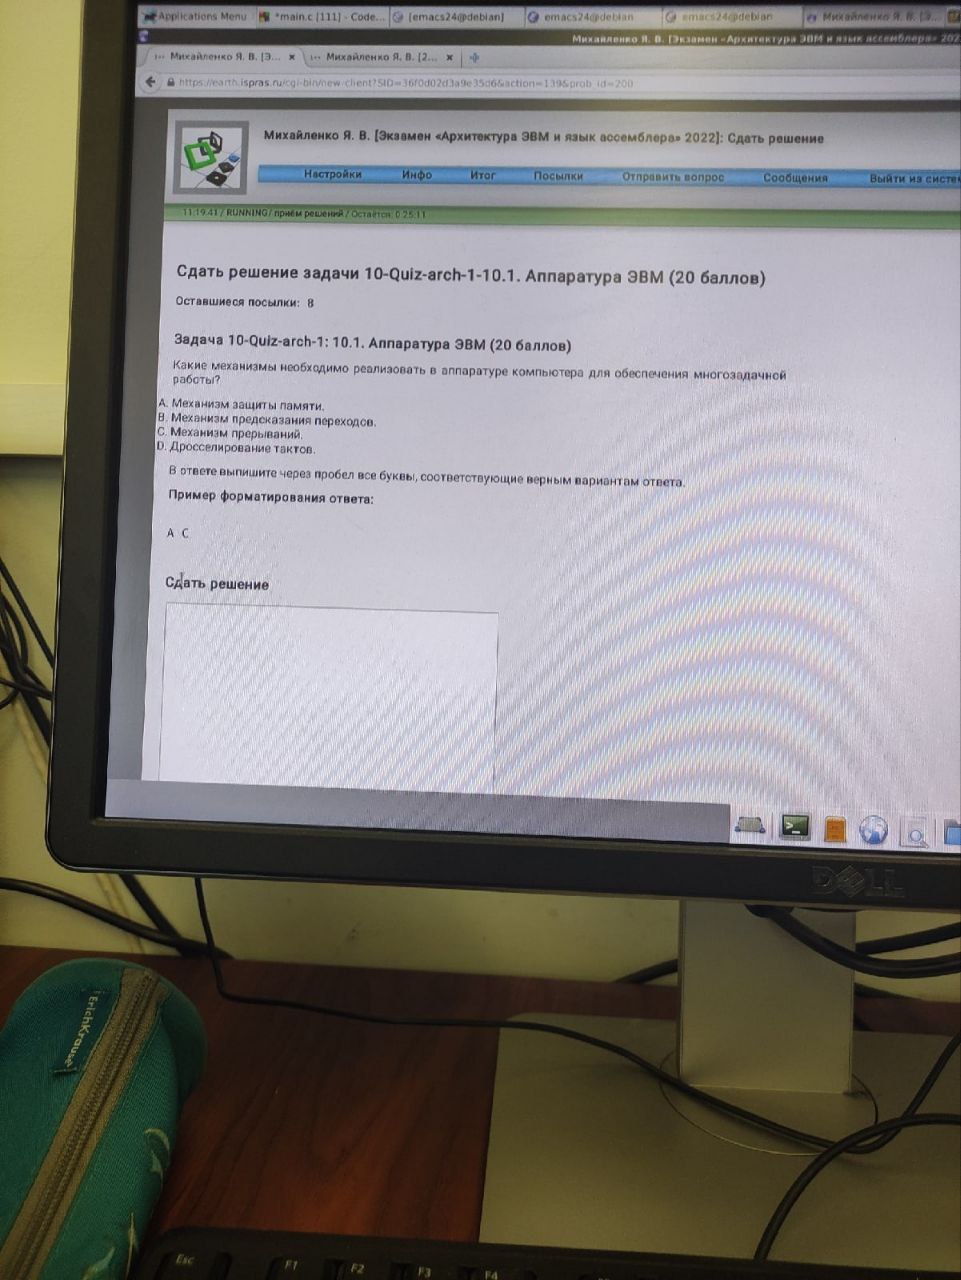 Applications Menu *main.c [111] - Code... [emacs24@debian] emacs24@debian emacs24@debian Михайленко Я. В. [Э...
Михайленко Я. В. [Экзамен «Архитектура ЭВМ и язык ассемблера» 202
Михайленко Я. В. [Э... × Михайленко Я. В. [2... ×
https://earth.ispras.ru/cgi-bin/new-client?SID=36f0d02d3a9e35d6&action=139&prob_id=200
Михайленко Я. В. [Экзамен «Архитектура ЭВМ и язык ассемблера» 2022]: Сдать решение
Настройки Инфо Итог Посылки Отправить вопрос Сообщения Выйти из систе
11:19:41 / RUNNING / приём решений / Остаётся: 0:25:11
Сдать решение задачи 10-Quiz-arch-1-10.1. Аппаратура ЭВМ (20 баллов)
Оставшиеся посылки: 8
Задача 10-Quiz-arch-1: 10.1. Аппаратура ЭВМ (20 баллов)
Какие механизмы необходимо реализовать в аппаратуре компьютера для обеспечения многозадачной
работы?
A. Механизм защиты памяти.
B. Механизм предсказания переходов.
C. Механизм прерываний.
D. Дросселирование тактов.
В ответе выпишите через пробел все буквы, соответствующие верным вариантам ответа.
Пример форматирования ответа:
A C
Сдать решение
DELL
ErichKrause
Esc F1 F2 F3 F4